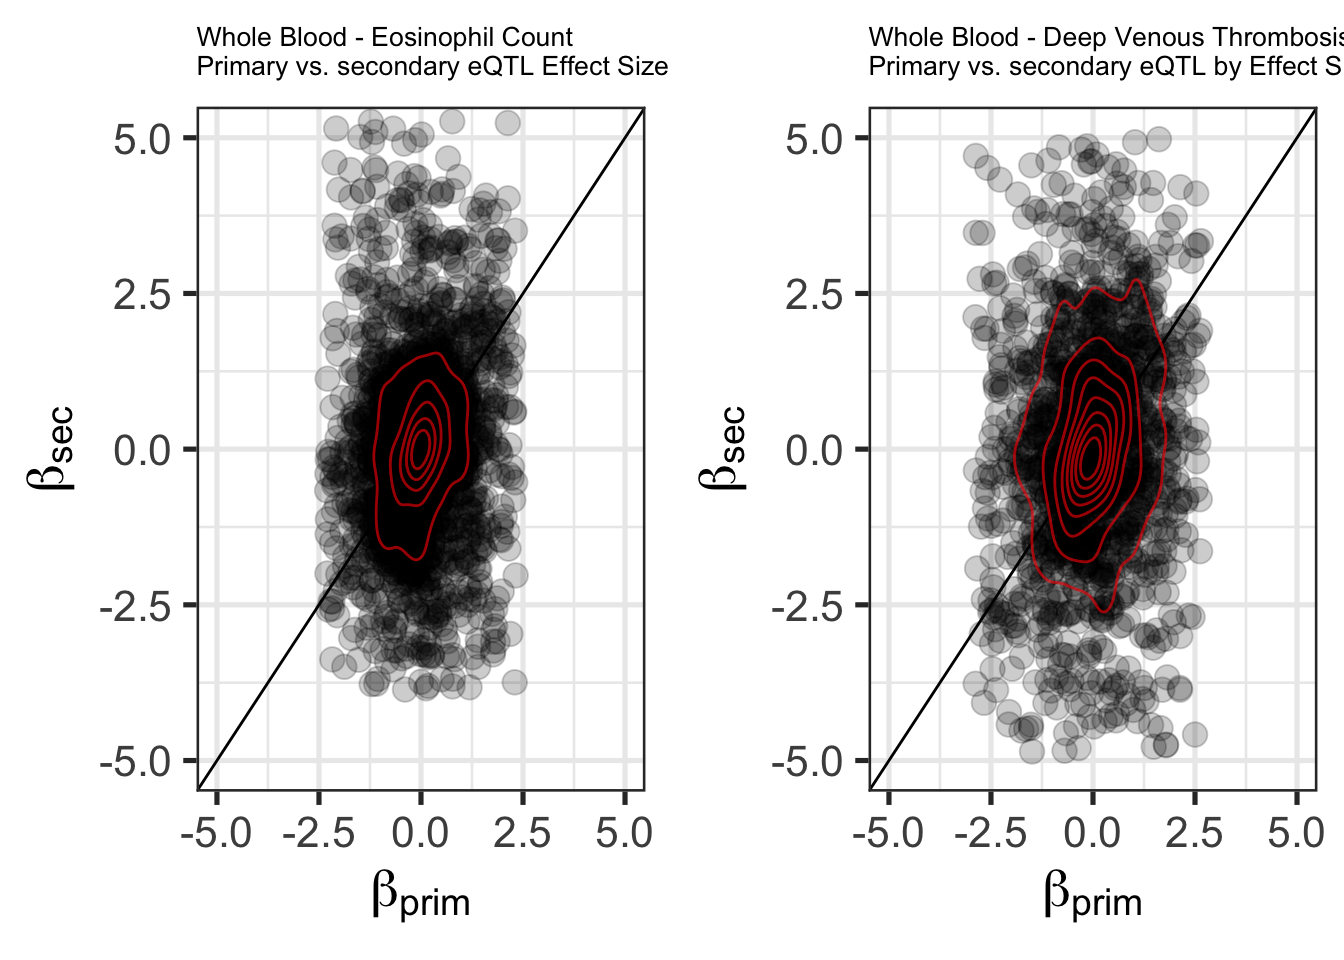 Whole Blood - Eosinophil Count
Primary vs. secondary eQTL Effect Size
5.0
2.5
0.0
-2.5
-5.0
βsec
-5.0 -2.5 0.0 2.5 5.0
βprim
Whole Blood - Deep Venous Thrombosis
Primary vs. secondary eQTL by Effect S
5.0
2.5
0.0
-2.5
-5.0
βsec
-5.0 -2.5 0.0 2.5 5.0
βprim